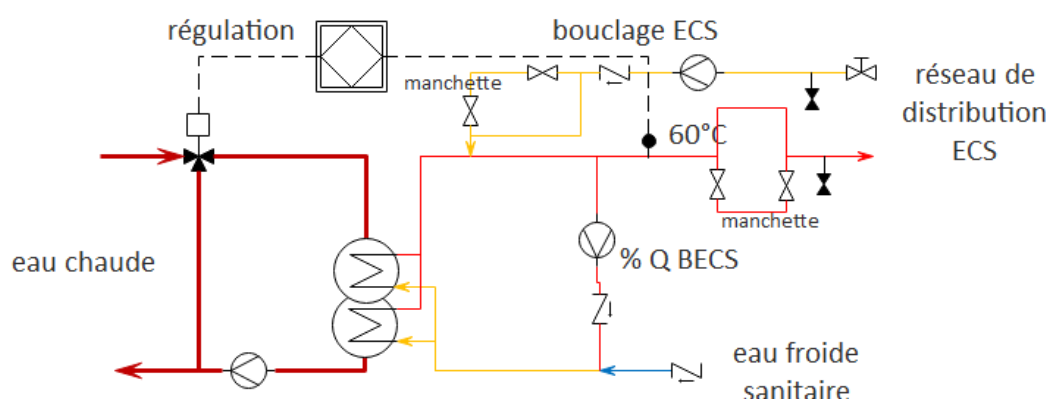 régulation
bouclage ECS
manchette
réseau de
distribution
ECS
60°C
manchette
eau chaude
% Q BECS
eau froide
sanitaire